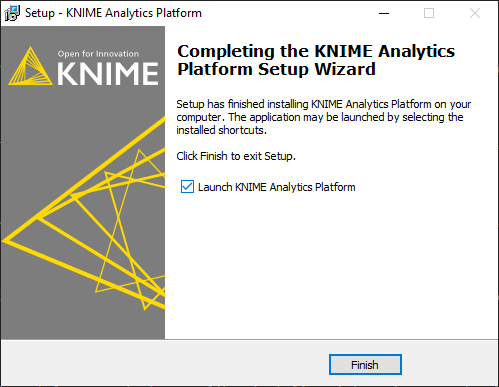 Setup - KNIME Analytics Platform
Open for Innovation
KNIME
Completing the KNIME Analytics
Platform Setup Wizard
Setup has finished installing KNIME Analytics Platform on your
computer. The application may be launched by selecting the
installed shortcuts.
Click Finish to exit Setup.
Launch KNIME Analytics Platform
Finish